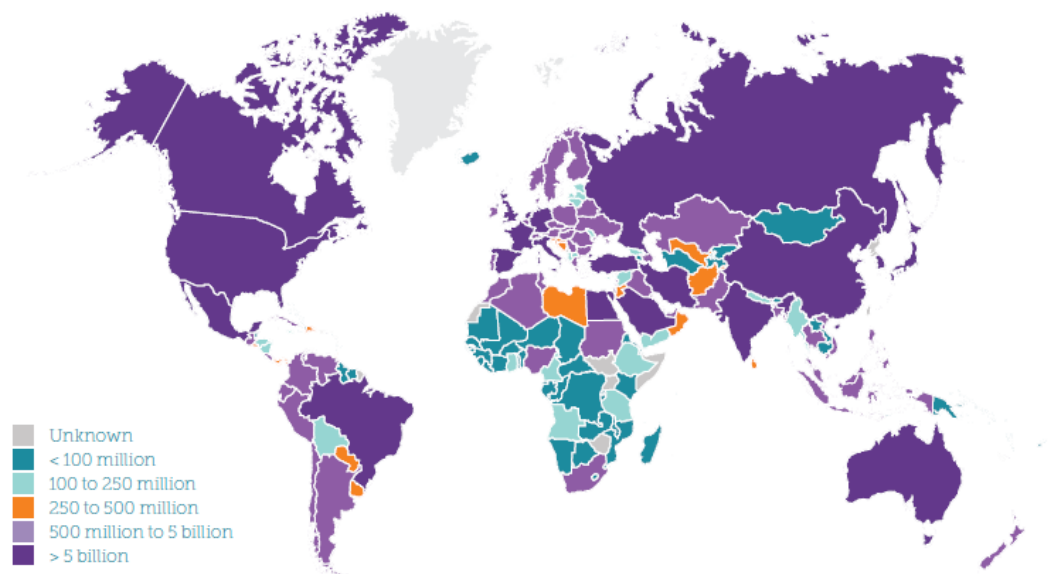 Unknown
< 100 million
100 to 250 million
250 to 500 million
500 million to 5 billion
> 5 billion